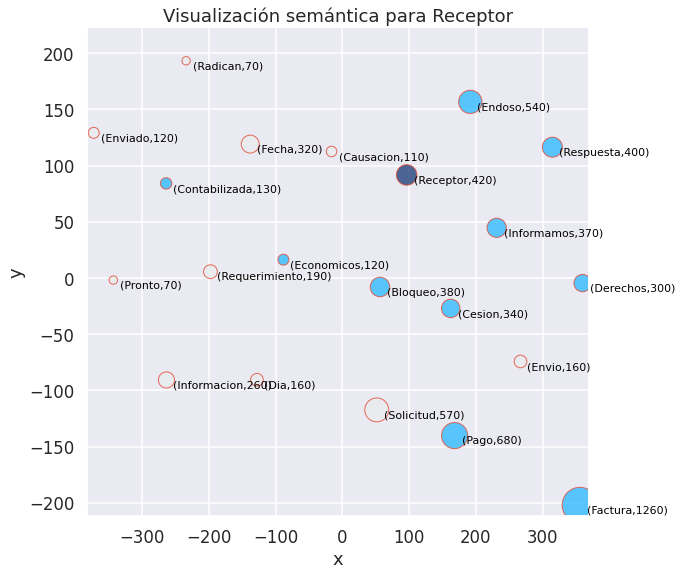 Visualización semántica para Receptor
200
150
100
50
0
−50
−100
−150
−200
y
(Radican,70)
(Endoso,540)
(Enviado,120)
(Fecha,320)
(Causacion,110)
(Respuesta,400)
(Receptor,420)
(Contabilizada,130)
(Informamos,370)
(Economicos,120)
(Requerimiento,190)
(Pronto,70)
(Bloqueo,380)
(Derechos,300)
(Cesion,340)
(Envio,160)
(Informacion,260)
(Dia,160)
(Solicitud,570)
(Pago,680)
(Factura,1260)
−300 −200 −100 0 100 200 300
x